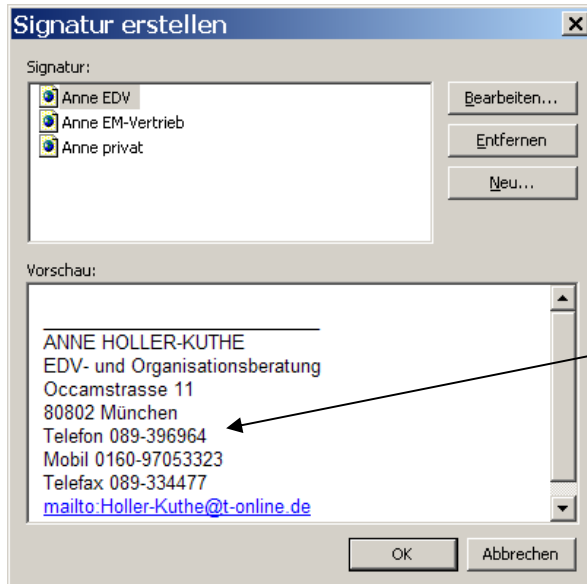 Signatur erstellen
Signatur:
Anne EDV
Anne EM-Vertrieb
Anne privat
Bearbeiten...
Entfernen
Neu...
Vorschau:
ANNE HOLLER-KUTHE
EDV- und Organisationsberatung
Occamstrasse 11
80802 München
Telefon 089-396964
Mobil 0160-97053323
Telefax 089-334477
mailto:Holler-Kuthe@t-online.de
OK
Abbrechen